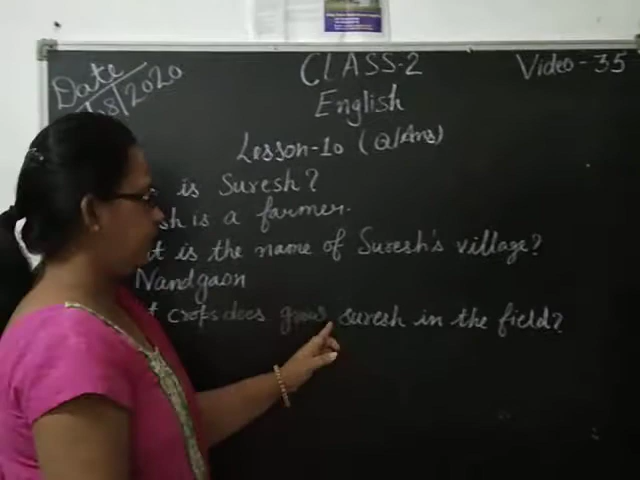 Date
CLASS-2
Video - 35
8/2020
English
Lesson-10 (Q/Ans)
is Suresh?
sh is a farmer.
t is the name of Suresh's village?
Nandgaon
t crops does grow suresh in the field?